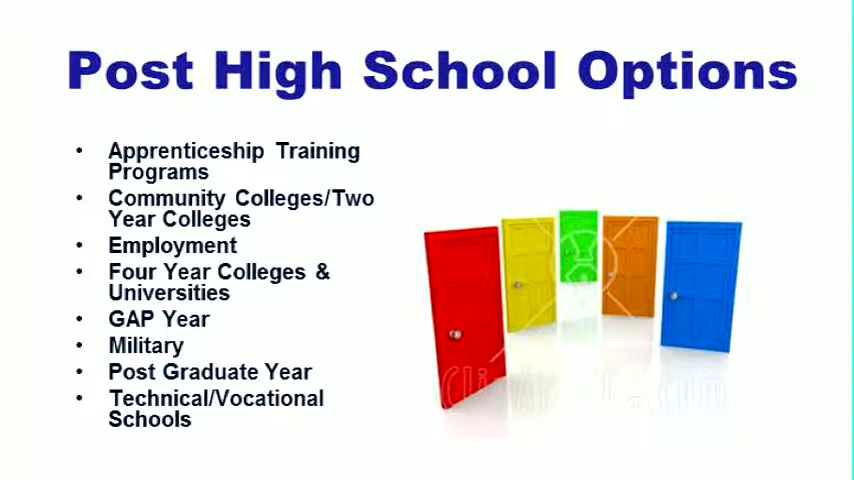 Post High School Options
• Apprenticeship Training
Programs
• Community Colleges/Two
Year Colleges
• Employment
• Four Year Colleges &
Universities
• GAP Year
• Military
• Post Graduate Year
• Technical/Vocational
Schools